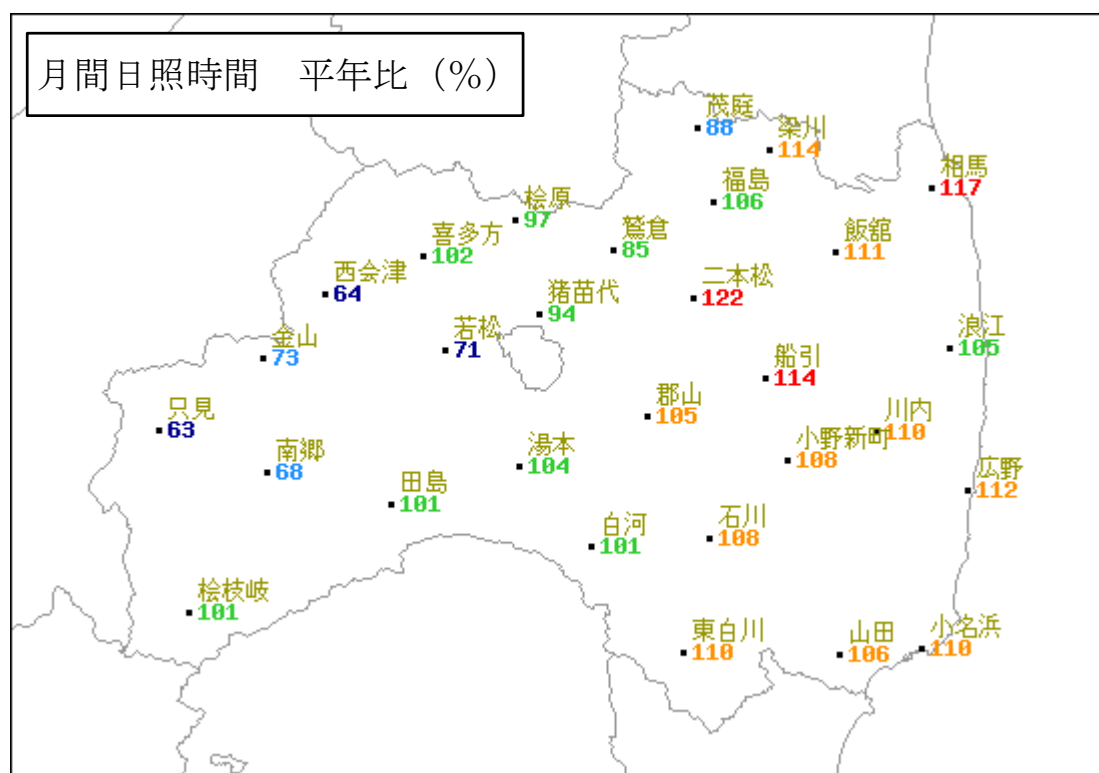 月間日照時間　平年比（％）
茂庭
88
梁川
114
相馬
117
福島
106
桧原
97
鷲倉
85
喜多方
102
飯舘
111
西会津
64
二本松
122
猪苗代
94
若松
71
金山
73
浪江
105
船引
114
郡山
105
只見
63
川内
110
小野新町
108
湯本
104
南郷
68
広野
112
田島
101
石川
108
白河
101
桧枝岐
101
東白川
110
山田
106
小名浜
110